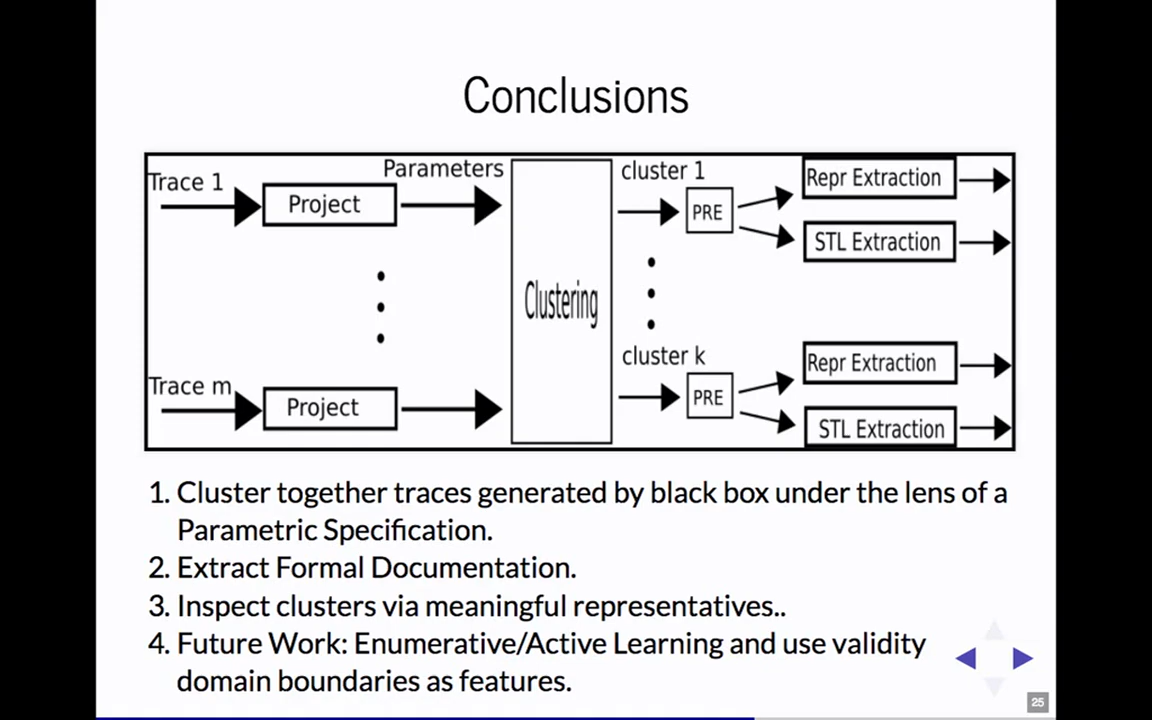 Conclusions
Trace 1
Project
Parameters
Clustering
cluster 1
PRE
Repr Extraction
STL Extraction
Trace m
Project
cluster k
PRE
Repr Extraction
STL Extraction
1. Cluster together traces generated by black box under the lens of a
Parametric Specification.
2. Extract Formal Documentation.
3. Inspect clusters via meaningful representatives..
4. Future Work: Enumerative/Active Learning and use validity
domain boundaries as features.
25